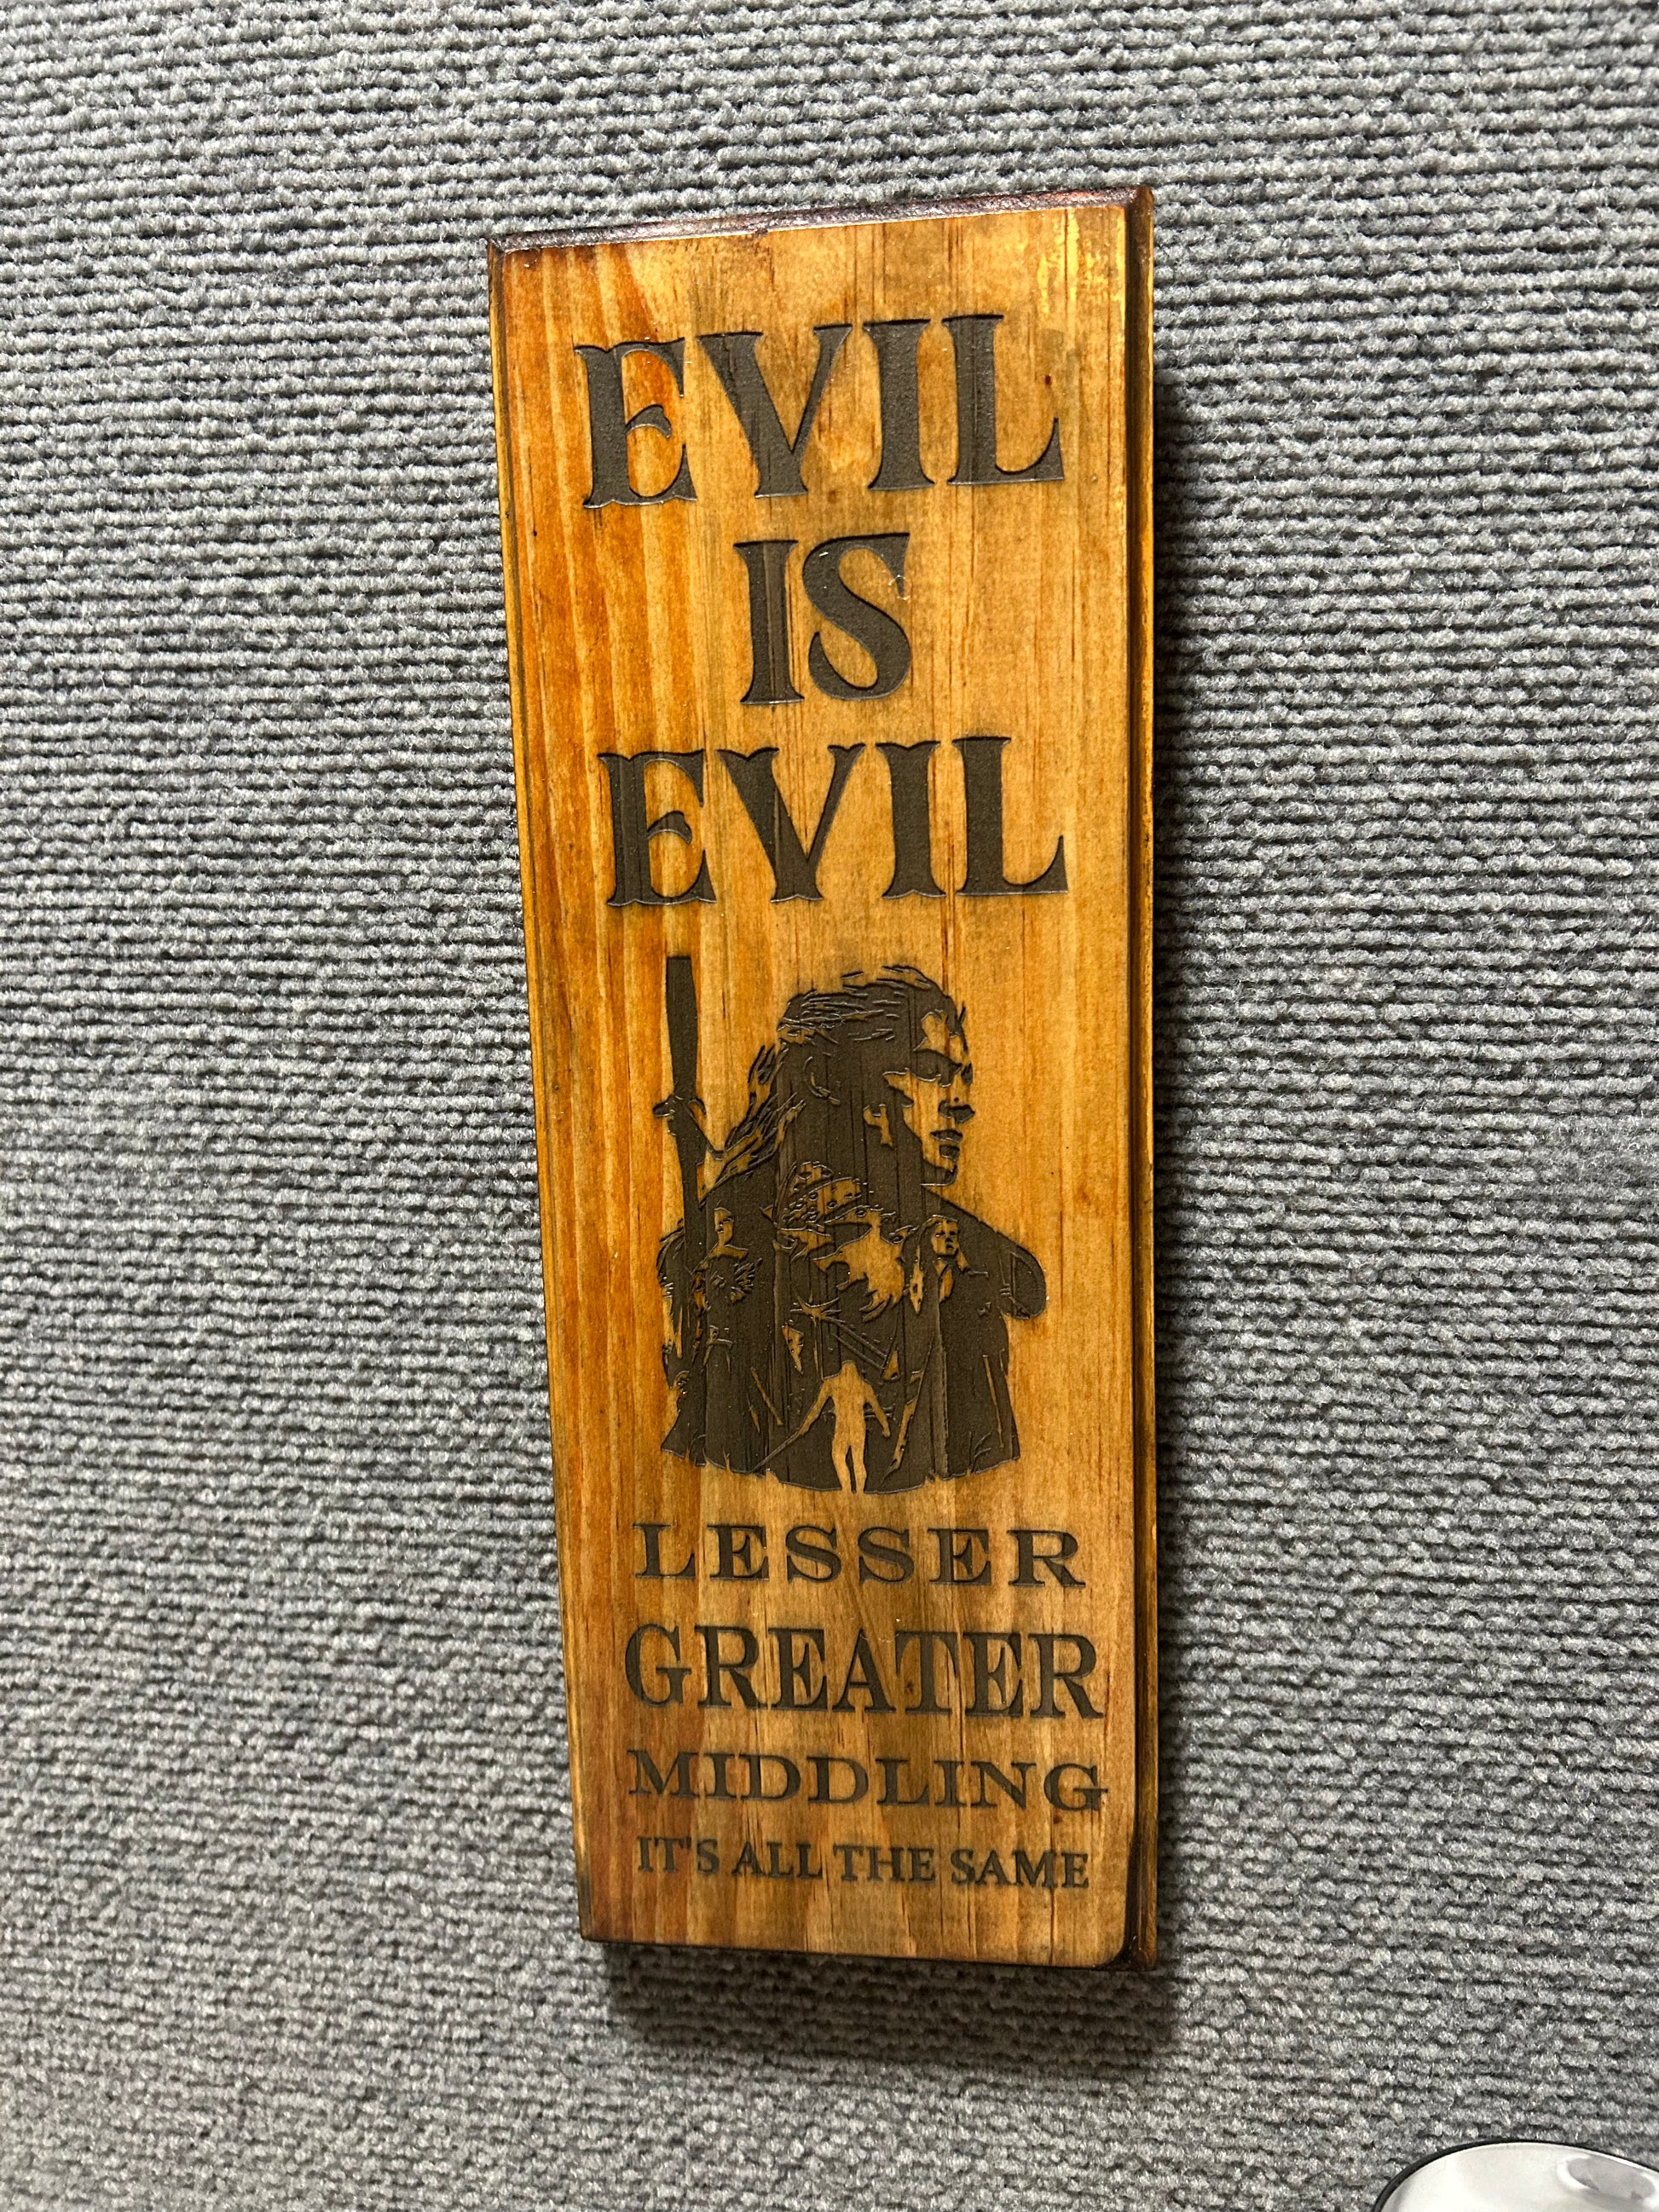 EVIL
IS
EVIL
LESSER
GREATER
MIDDLING
IT'S ALL THE SAME